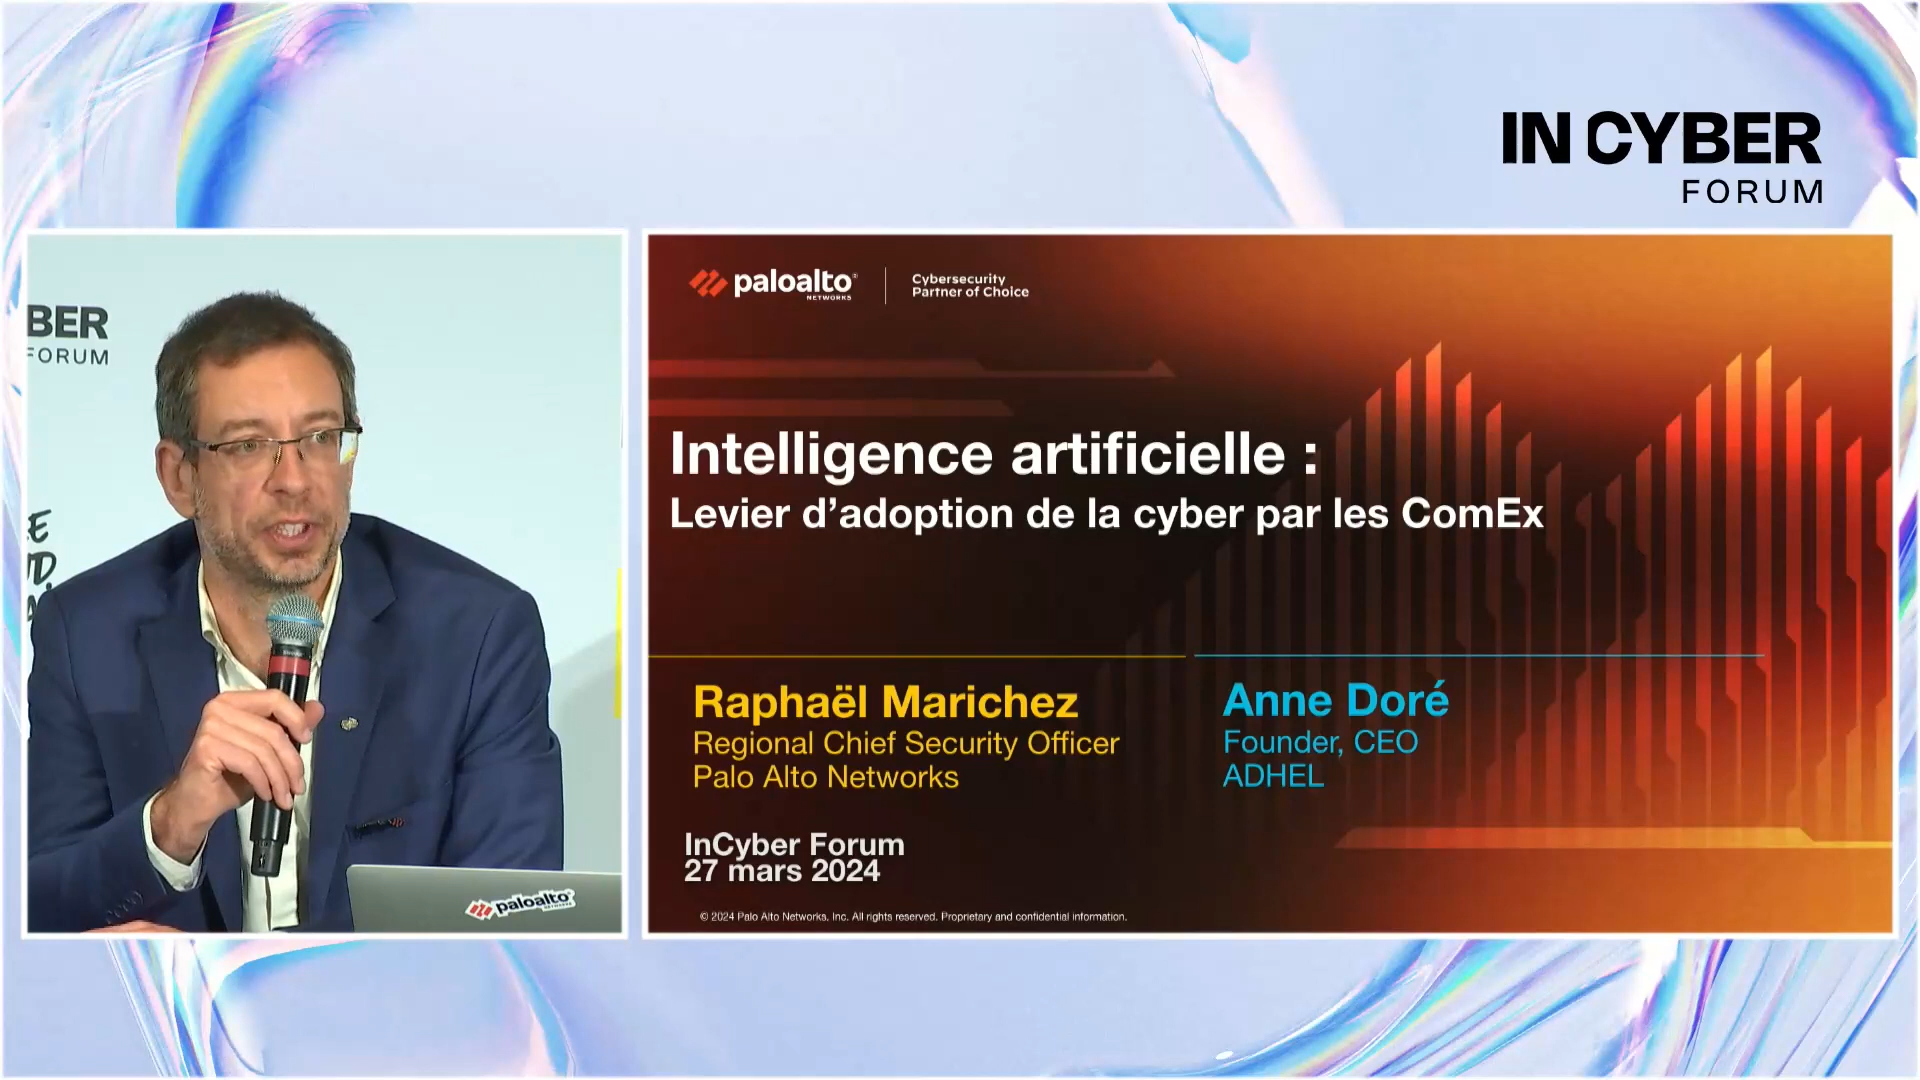 IN CYBER
FORUM
BER
FORUM
paloalto
NETWORKS
Cybersecurity
Partner of Choice
Intelligence artificielle :
Levier d’adoption de la cyber par les ComEx
Raphaël Marichez
Regional Chief Security Officer
Palo Alto Networks
Anne Doré
Founder, CEO
ADHEL
InCyber Forum
27 mars 2024
© 2024 Palo Alto Networks, Inc. All rights reserved. Proprietary and confidential information.
paloalto